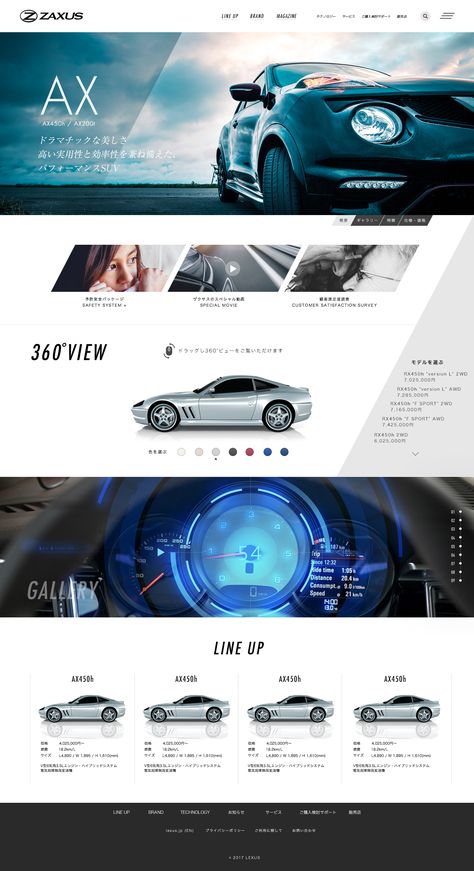 ZAXUS
LINE UP BRAND MAGAZINE テクノロジー サービス ご購入検討サポート 販売店
AX
AX450h / AX200t
ドラマチックな美しさ
高い実用性と効率性を兼ね備えた、
パフォーマンスSUV
概要 ギャラリー 特徴 仕様・価格
予防安全パッケージ
SAFETY SYSTEM +
ザクサスのスペシャル動画
SPECIAL MOVIE
顧客満足度調査
CUSTOMER SATISFACTION SURVEY
360°VIEW
ドラッグし360°ビューをご覧いただけます
モデルを選ぶ
RX450h "version L" 2WD
7,025,000円
RX450h "version L" AWD
7,285,000円
RX450h "F SPORT" 2WD
7,165,000円
RX450h "F SPORT" AWD
7,425,000円
RX450h 2WD
6,025,000円
色を選ぶ
GALLERY
54
Trip
Since 12:32
Side time 1:05 h
Distance 20.4 km
Consumpt. 9.0 l/100km
Speed 21 km/h
14:00
13.0 °C
01
02
03
04
05
06
07
08
09
LINE UP
AX450h
価格 4,025,000円~
燃費 18.2km/L
サイズ L4,890 / W 1,895 / H 1,610(mm)
V型6気筒3.5Lエンジン・ハイブリッドシステム
電気式無段変速機
AX450h
価格 4,025,000円~
燃費 18.2km/L
サイズ L4,890 / W 1,895 / H 1,610(mm)
V型6気筒3.5Lエンジン・ハイブリッドシステム
電気式無段変速機
AX450h
価格 4,025,000円~
燃費 18.2km/L
サイズ L4,890 / W 1,895 / H 1,610(mm)
V型6気筒3.5Lエンジン・ハイブリッドシステム
電気式無段変速機
AX450h
価格 4,025,000円~
燃費 18.2km/L
サイズ L4,890 / W 1,895 / H 1,610(mm)
V型6気筒3.5Lエンジン・ハイブリッドシステム
電気式無段変速機
LINE UP BRAND TECHNOLOGY お知らせ サービス ご購入検討サポート 販売店
lexus.jp (EN) プライバシーポリシー ご利用に際して お問い合わせ
© 2017 LEXUS